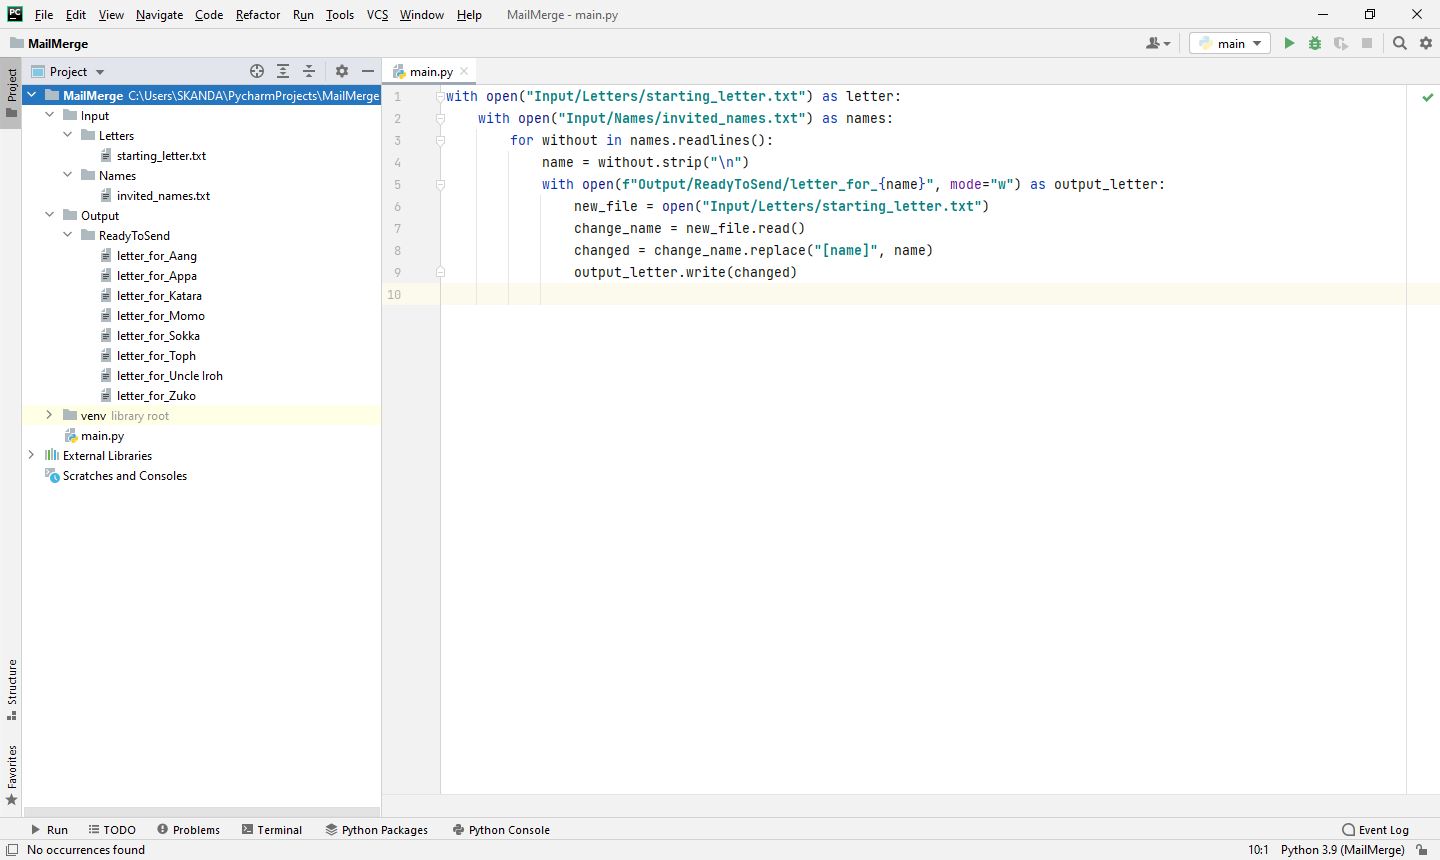 PC File Edit View Navigate Code Refactor Run Tools VCS Window Help MailMerge - main.py
MailMerge main
Project main.py
Project
MailMerge C:\Users\SKANDA\PycharmProjects\MailMerge
Input
Letters
starting_letter.txt
Names
invited_names.txt
Output
ReadyToSend
letter_for_Aang
letter_for_Appa
letter_for_Katara
letter_for_Momo
letter_for_Sokka
letter_for_Toph
letter_for_Uncle Iroh
letter_for_Zuko
venv library root
main.py
External Libraries
Scratches and Consoles
1 with open("Input/Letters/starting_letter.txt") as letter:
2     with open("Input/Names/invited_names.txt") as names:
3         for without in names.readlines():
4             name = without.strip("\n")
5             with open(f"Output/ReadyToSend/letter_for_{name}", mode="w") as output_letter:
6                 new_file = open("Input/Letters/starting_letter.txt")
7                 change_name = new_file.read()
8                 changed = change_name.replace("[name]", name)
9                 output_letter.write(changed)
10
Structure
Favorites
Run TODO Problems Terminal Python Packages Python Console Event Log
No occurrences found 10:1 Python 3.9 (MailMerge)